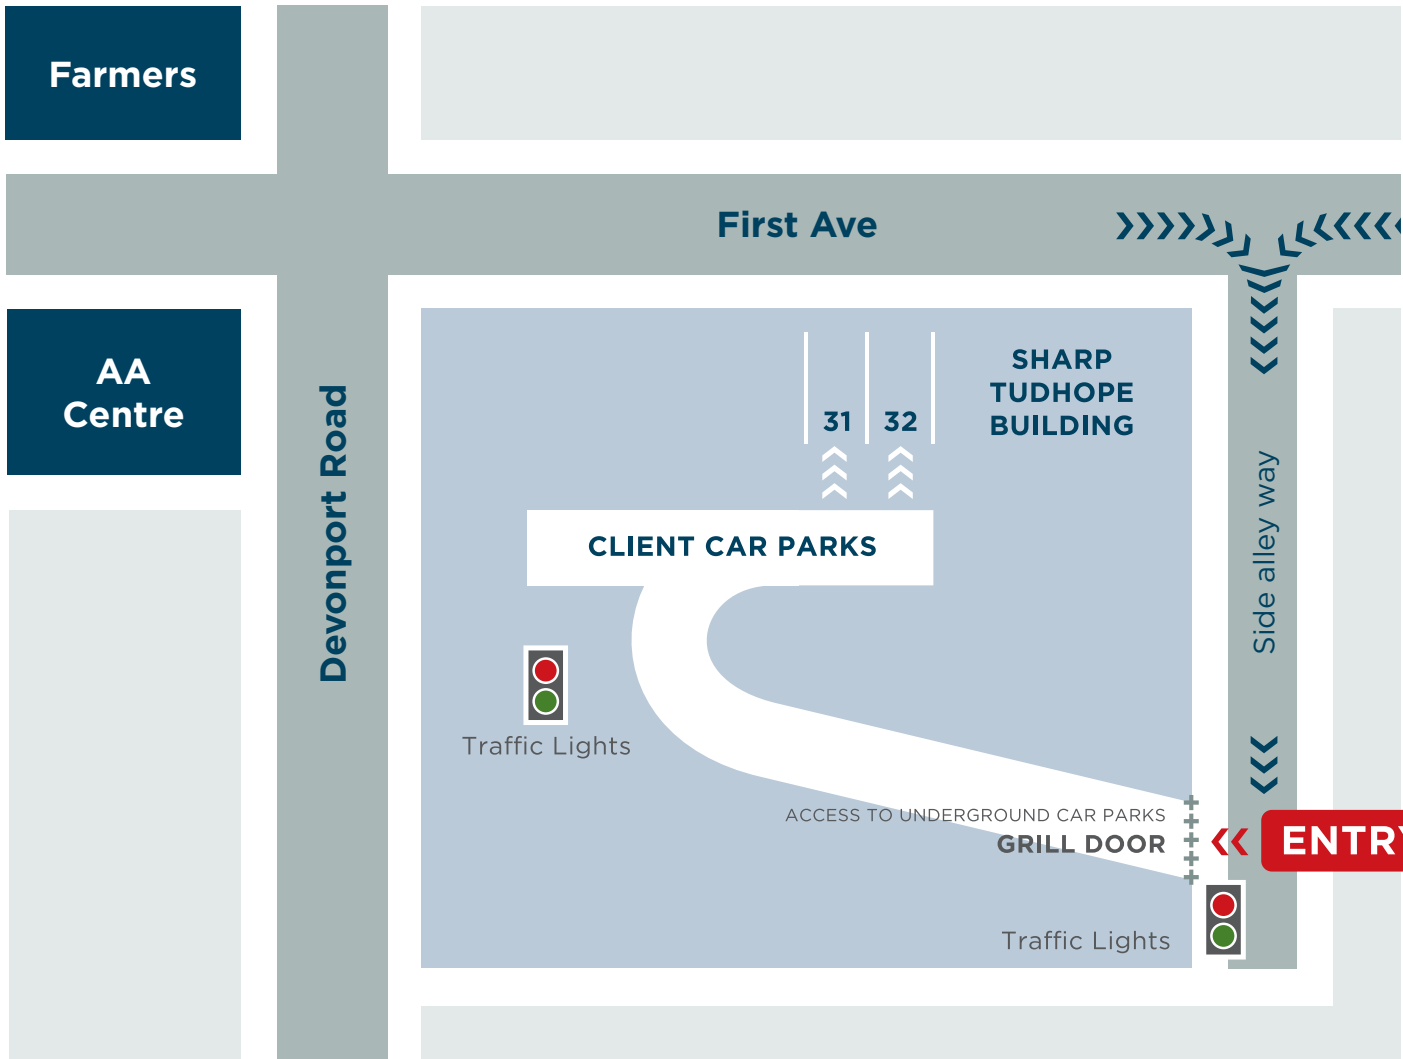 Farmers
First Ave
AA
Centre
Devonport Road
31 32
SHARP
TUDHOPE
BUILDING
Side alley way
CLIENT CAR PARKS
Traffic Lights
ACCESS TO UNDERGROUND CAR PARKS
GRILL DOOR
ENTRY
Traffic Lights